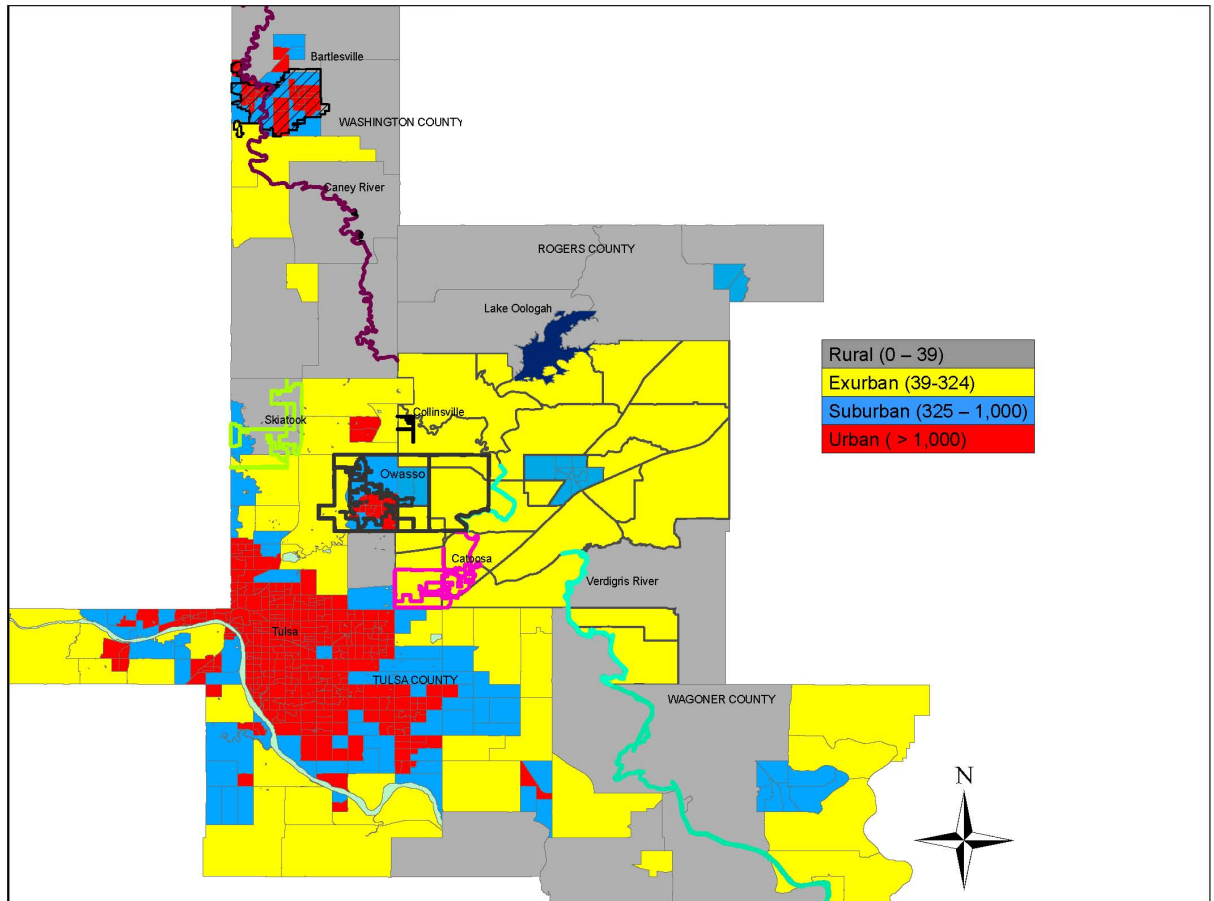 Bartlesville
WASHINGTON COUNTY
Caney River
ROGERS COUNTY
Lake Oologah
Rural (0 – 39)
Exurban (39-324)
Suburban (325 – 1,000)
Urban ( > 1,000)
Collinsville
Skiatook
Owasso
Catoosa
Verdigris River
Tulsa
TULSA COUNTY
WAGONER COUNTY
N